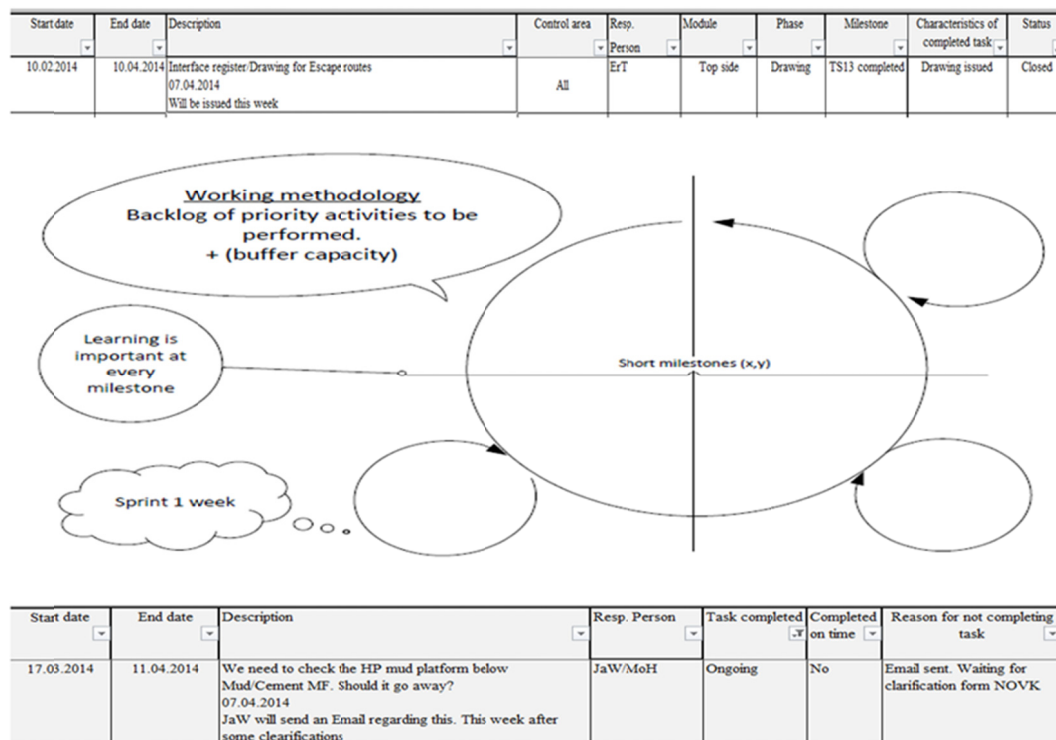 Start date End date Description Control area Resp. Person Module Phase Milestone Characteristics of completed task Status
10.02.2014 10.04.2014 Interface register/Drawing for Escape routes All ErT Top side Drawing TS13 completed Drawing issued Closed
07.04.2014
Will be issued this week
Working methodology
Backlog of priority activities to be
performed.
+ (buffer capacity)
Learning is
important at
every
milestone
Short milestones (x,y)
Sprint 1 week
Start date End date Description Resp. Person Task completed Completed on time Reason for not completing task
17.03.2014 11.04.2014 We need to check the HP mud platform below JaW/MoH Ongoing No Email sent. Waiting for
Mud/Cement MF. Should it go away? clarification form NOVK
07.04.2014
JaW will send an Email regarding this. This week after
some clearifications